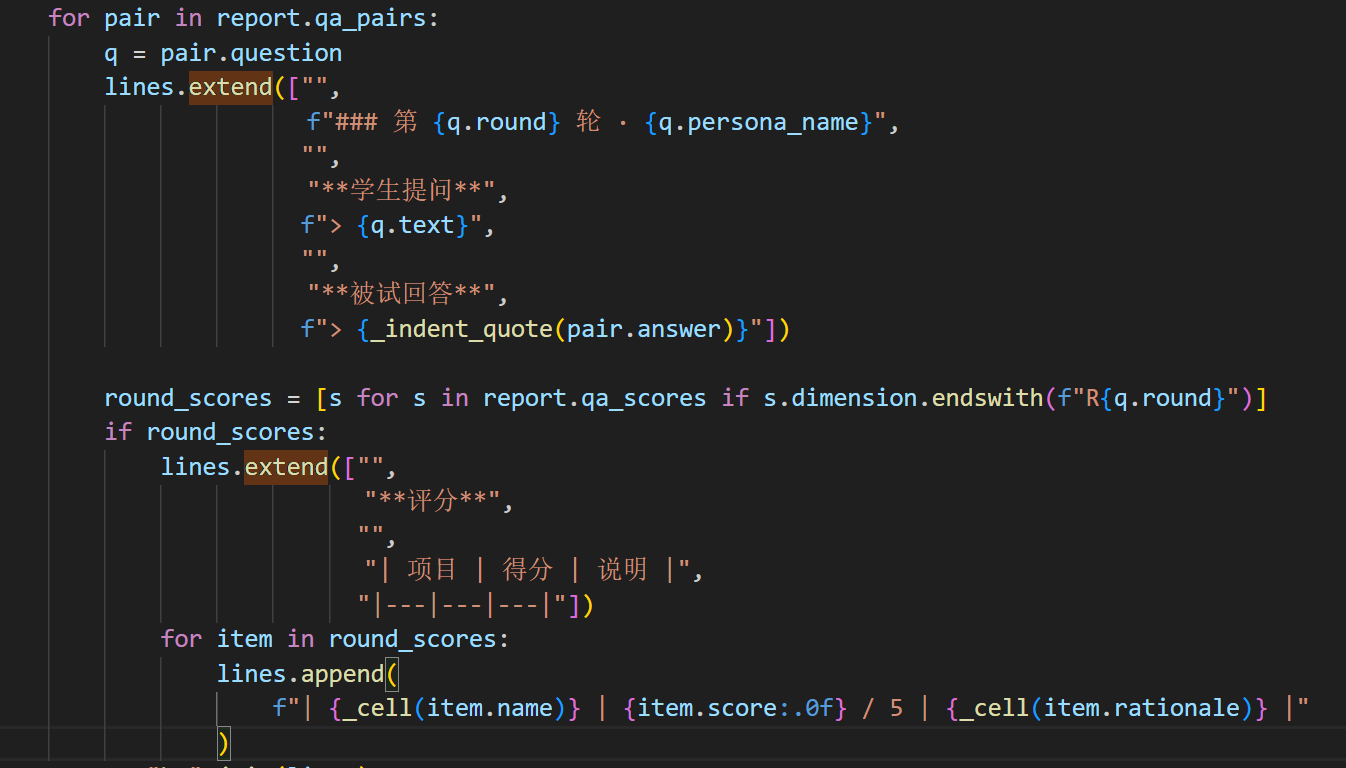 for pair in report.qa_pairs:
    q = pair.question
    lines.extend(["",
                  f"### 第 {q.round} 轮 · {q.persona_name}",
                  "",
                  "**学生提问**",
                  f"> {q.text}",
                  "",
                  "**被试回答**",
                  f"> {_indent_quote(pair.answer)}"])

    round_scores = [s for s in report.qa_scores if s.dimension.endswith(f"R{q.round}")]
    if round_scores:
        lines.extend(["",
                      "**评分**",
                      "",
                      "| 项目 | 得分 | 说明 |",
                      "|---|---|---|"])
        for item in round_scores:
            lines.append(
                f"| {_cell(item.name)} | {item.score:.0f} / 5 | {_cell(item.rationale)} |"
            )